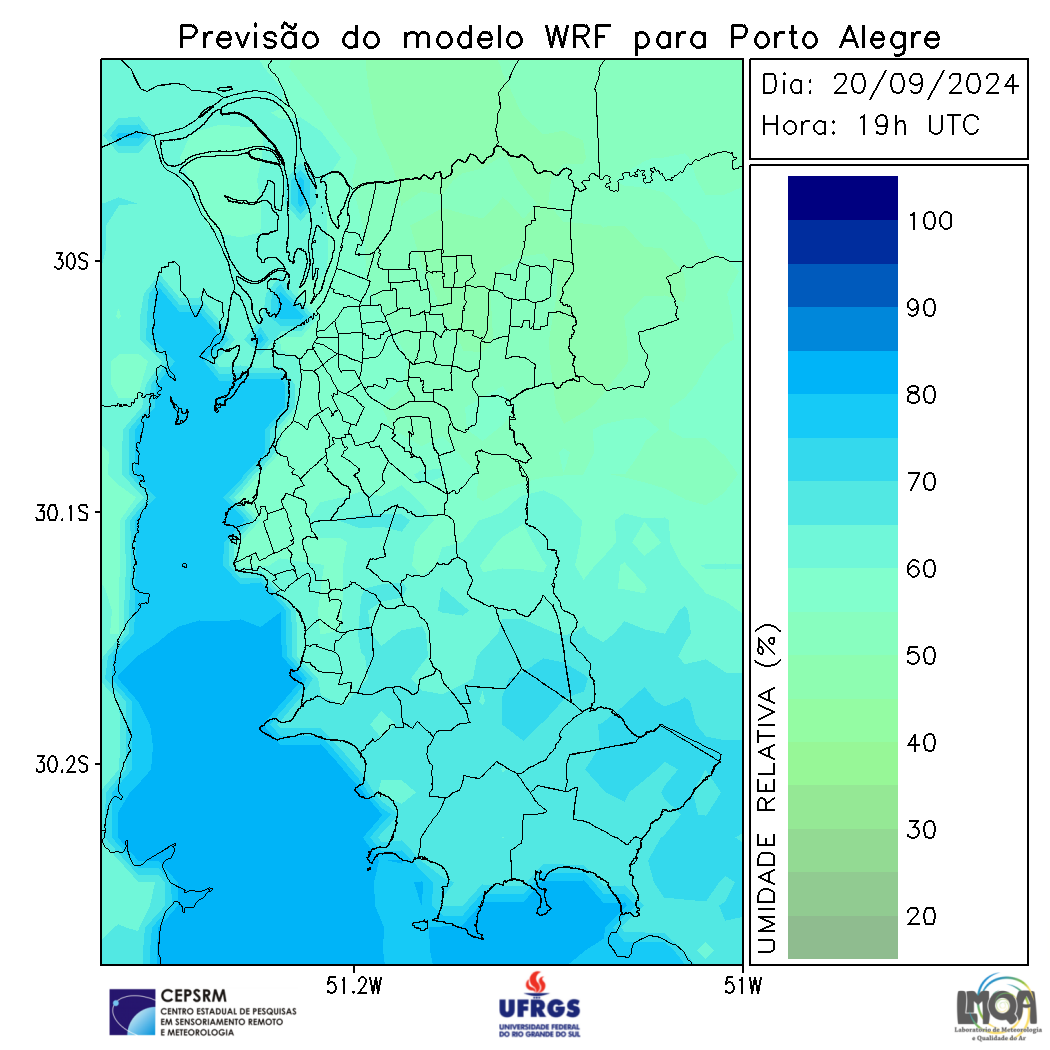 Previsão do modelo WRF para Porto Alegre
Dia: 20/09/2024
Hora: 19h UTC
30S
30.1S
30.2S
51.2W
51W
UMIDADE RELATIVA (%)
100
90
80
70
60
50
40
30
20
CEPSRM
CENTRO ESTADUAL DE PESQUISAS
EM SENSORIAMENTO REMOTO
E METEOROLOGIA
UFRGS
UNIVERSIDADE FEDERAL
DO RIO GRANDE DO SUL
LMQA
Laboratório de Meteorologia
e Qualidade do Ar